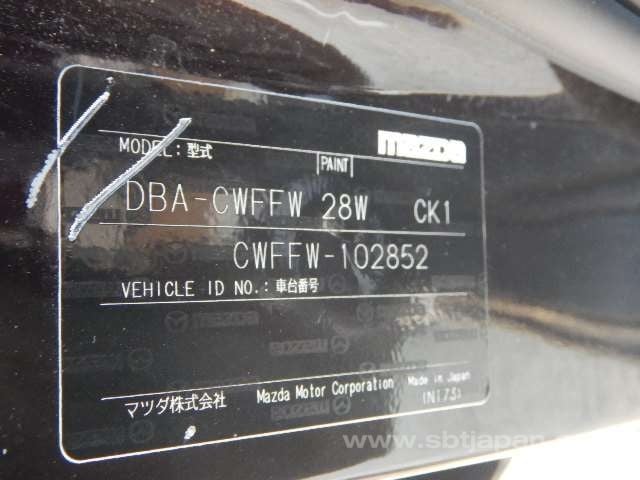 mazda
MODEL:型式 PAINT
DBA-CWFFW 28W CK1
CWFFW-102852
VEHICLE ID NO.:車台番号
マツダ株式会社 Mazda Motor Corporation Made in Japan
(N173)
www.sbtjapan.